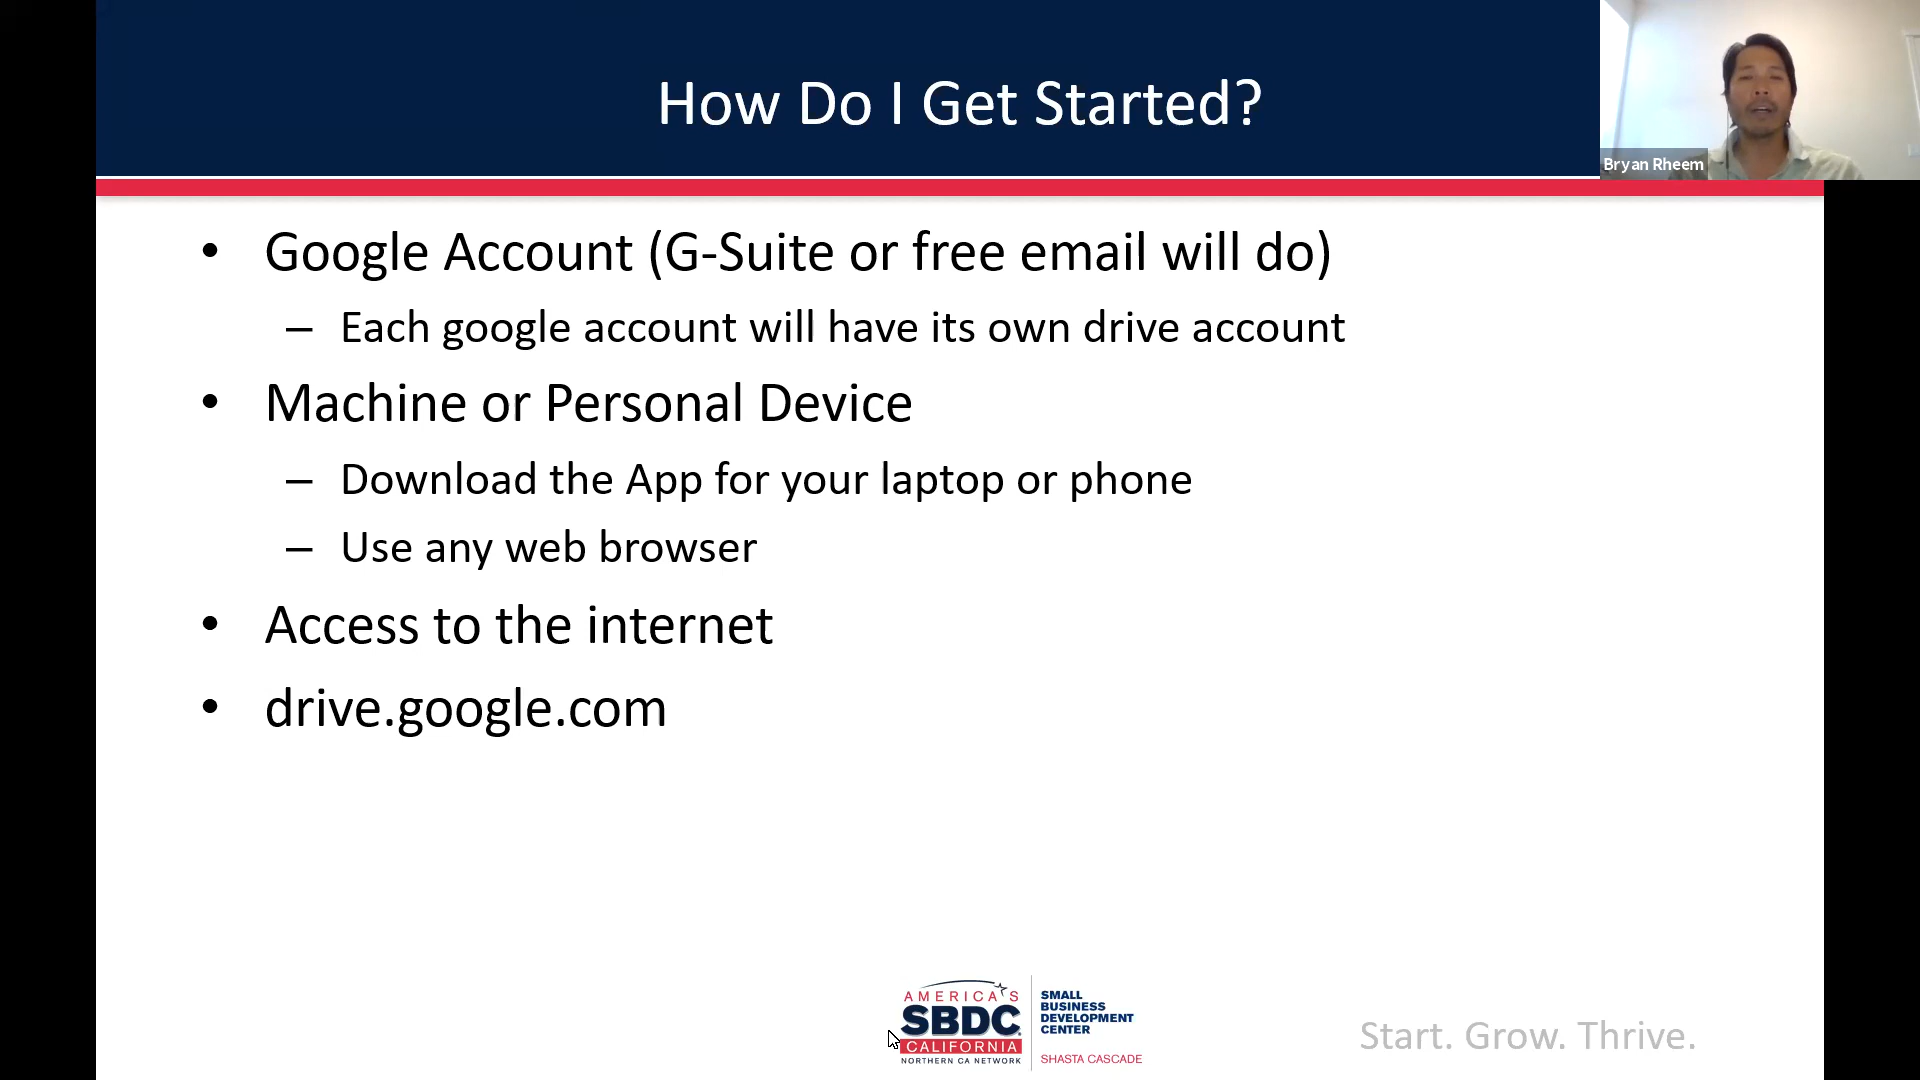 How Do I Get Started?
Bryan Rheem
• Google Account (G-Suite or free email will do)
– Each google account will have its own drive account
• Machine or Personal Device
– Download the App for your laptop or phone
– Use any web browser
• Access to the internet
• drive.google.com
AMERICA'S
SBDC
CALIFORNIA
NORTHERN CA NETWORK
SMALL
BUSINESS
DEVELOPMENT
CENTER
SHASTA CASCADE
Start. Grow. Thrive.